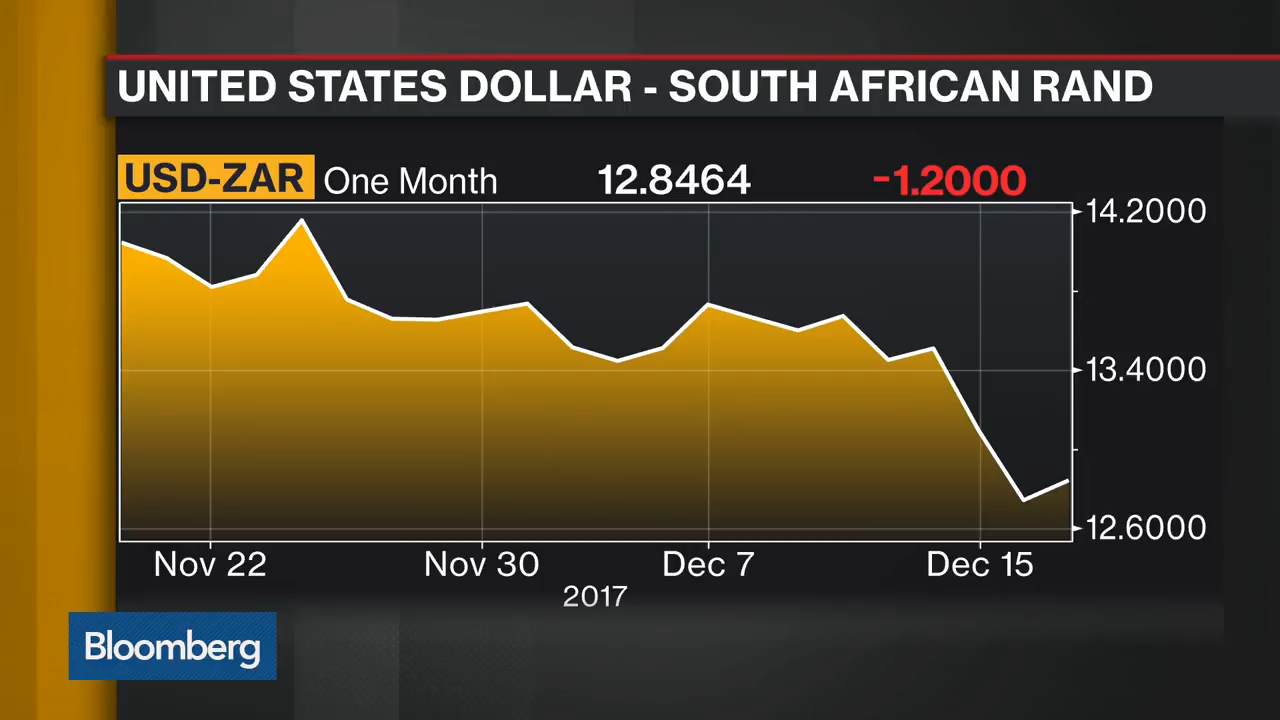 UNITED STATES DOLLAR - SOUTH AFRICAN RAND
USD-ZAR One Month 12.8464 -1.2000
14.2000
13.4000
12.6000
Nov 22 Nov 30 Dec 7 Dec 15
2017
Bloomberg